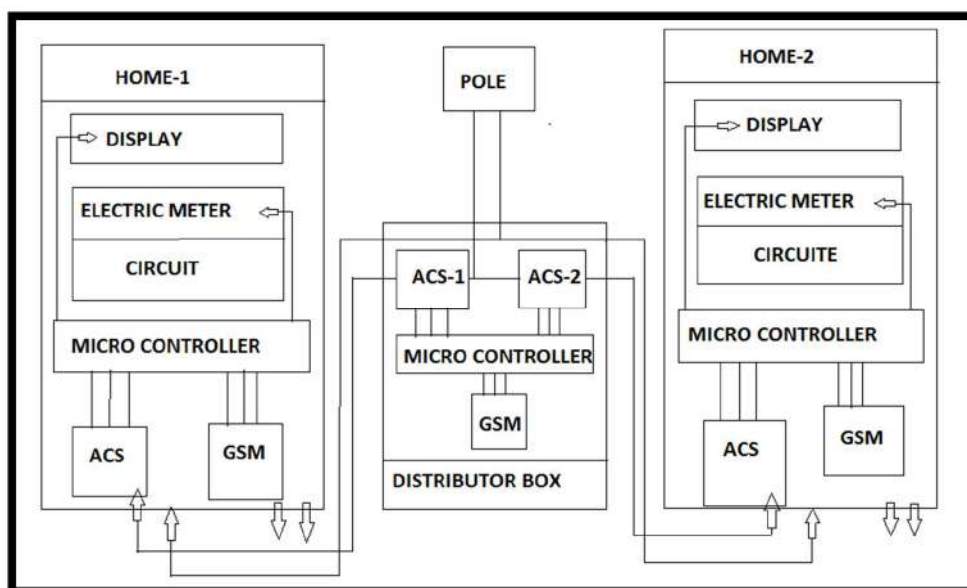 HOME-1
DISPLAY
ELECTRIC METER
CIRCUIT
MICRO CONTROLLER
ACS
GSM
POLE
ACS-1
ACS-2
MICRO CONTROLLER
GSM
DISTRIBUTOR BOX
HOME-2
DISPLAY
ELECTRIC METER
CIRCUITE
MICRO CONTROLLER
ACS
GSM